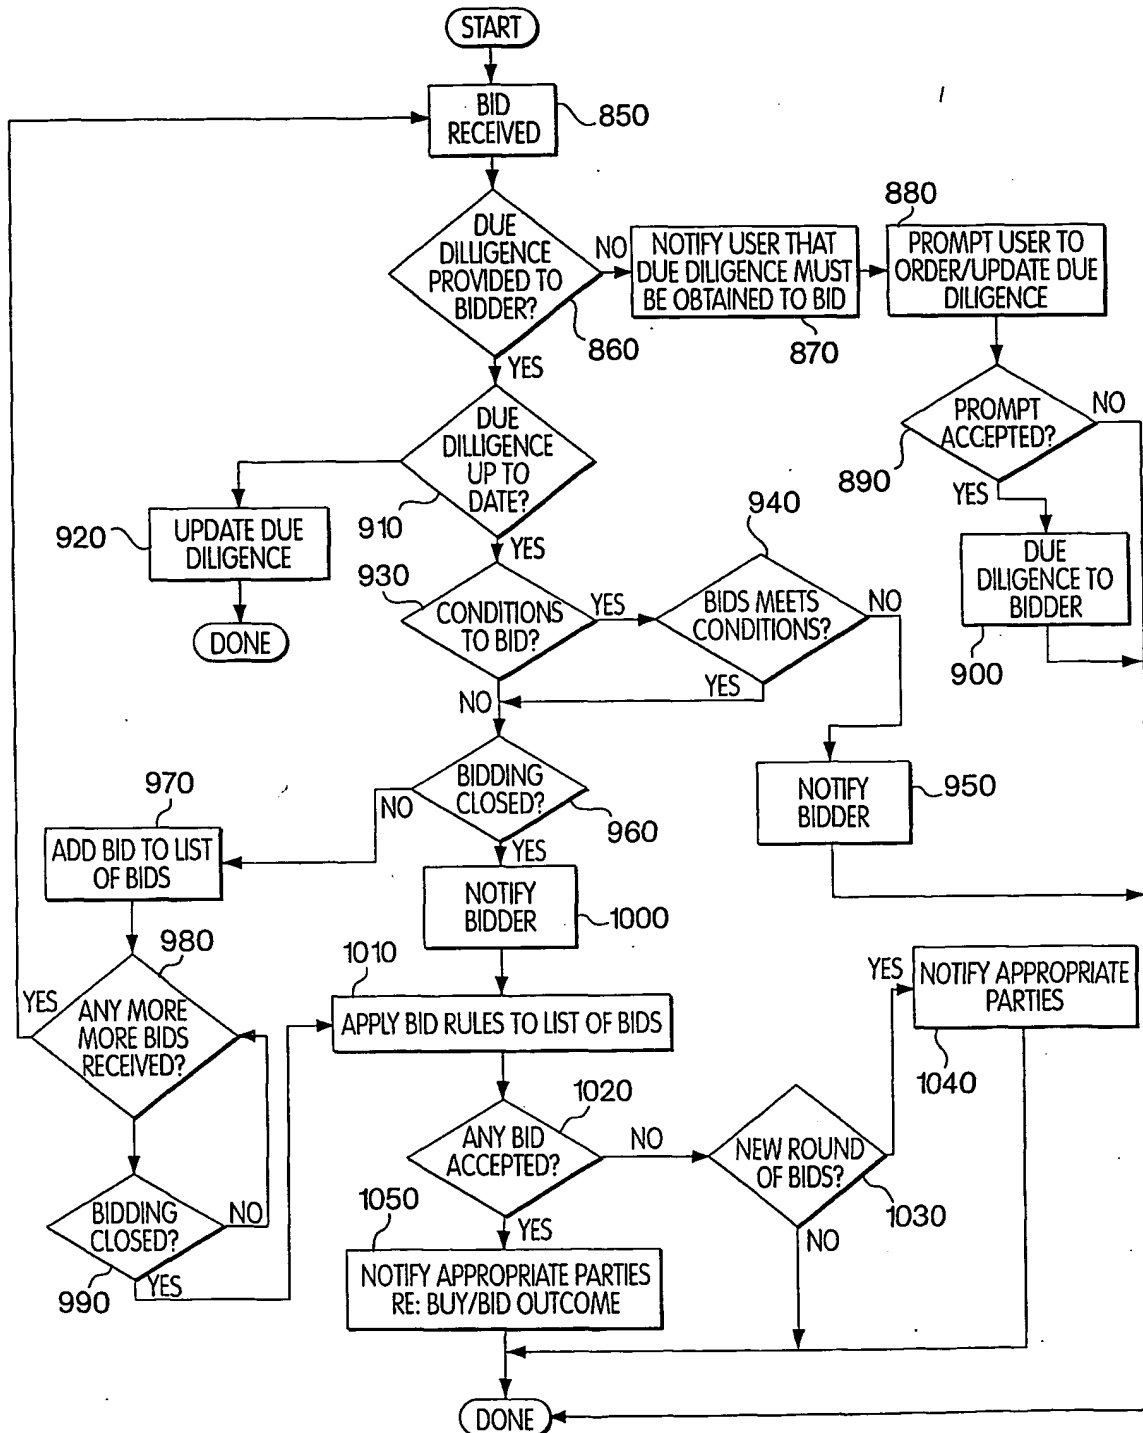 START
BID
RECEIVED
850
DUE
DILLIGENCE
PROVIDED TO
BIDDER?
860
NO
NOTIFY USER THAT
DUE DILIGENCE MUST
BE OBTAINED TO BID
870
880
PROMPT USER TO
ORDER/UPDATE DUE
DILIGENCE
YES
PROMPT
ACCEPTED?
890
NO
YES
DUE
DILIGENCE TO
BIDDER
900
DUE
DILLIGENCE
UP TO
DATE?
910
920
UPDATE DUE
DILIGENCE
DONE
YES
930
CONDITIONS
TO BID?
YES
940
BIDS MEETS
CONDITIONS?
NO
YES
NO
NOTIFY
BIDDER
950
BIDDING
CLOSED?
960
NO
YES
970
ADD BID TO LIST
OF BIDS
NOTIFY
BIDDER
1000
980
YES
ANY MORE
MORE BIDS
RECEIVED?
1010
APPLY BID RULES TO LIST OF BIDS
YES
NOTIFY APPROPRIATE
PARTIES
1040
1020
ANY BID
ACCEPTED?
NO
NEW ROUND
OF BIDS?
1030
NO
BIDDING
CLOSED?
NO
990
YES
YES
1050
NOTIFY APPROPRIATE PARTIES
RE: BUY/BID OUTCOME
DONE